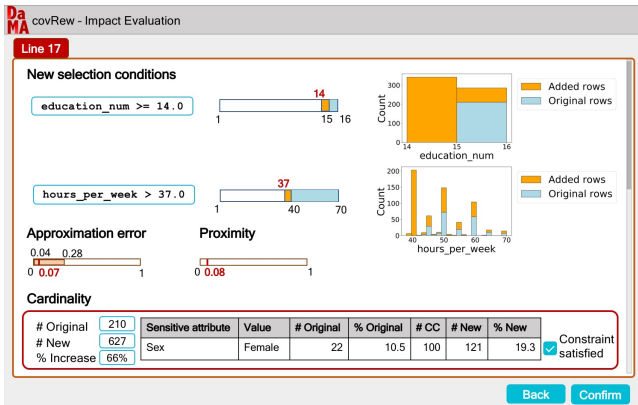 DaMA covRew - Impact Evaluation
Line 17
New selection conditions
education_num >= 14.0
14
1 15 16
Count
300
200
100
0
14 15 16
education_num
Added rows
Original rows
hours_per_week > 37.0
37
1 40 70
Count
200
150
100
50
0
40 50 60 70
hours_per_week
Added rows
Original rows
Approximation error
0.04 0.28
0 0.07 1
Proximity
0 0.08 1
Cardinality
# Original 210
# New 627
% Increase 66%
Sensitive attribute Value # Original % Original # CC # New % New
Sex Female 22 10.5 100 121 19.3
Constraint
satisfied
Back Confirm